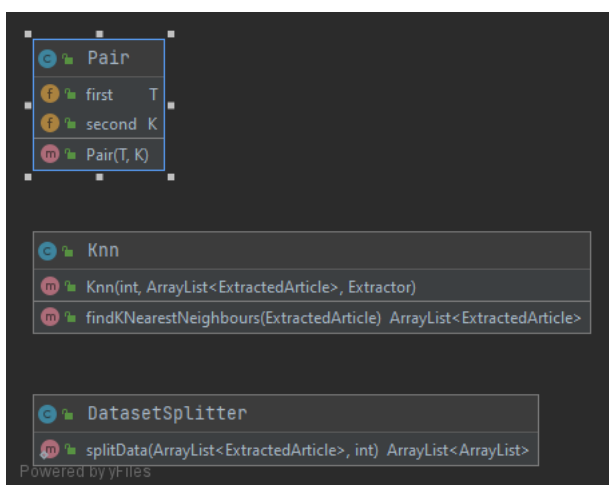 Pair
first T
second K
Pair(T, K)
Knn
Knn(int, ArrayList<ExtractedArticle>, Extractor)
findKNearestNeighbours(ExtractedArticle) ArrayList<ExtractedArticle>
DatasetSplitter
splitData(ArrayList<ExtractedArticle>, int) ArrayList<ArrayList>
Powered by yFiles